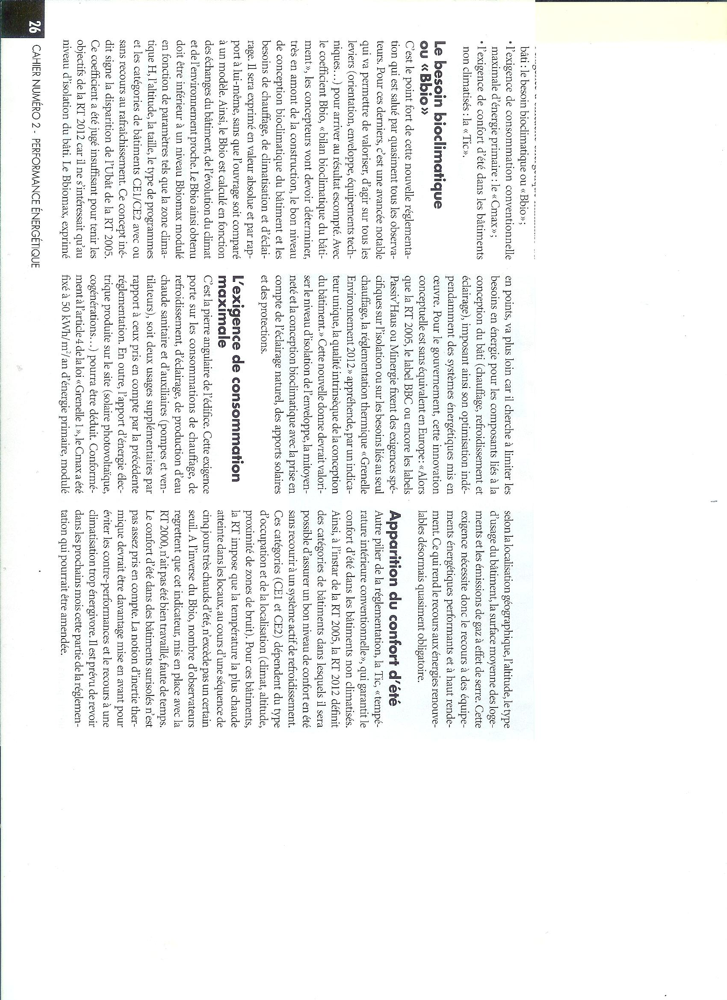 bâti : le besoin bioclimatique ou « Bbio » ;
• l'exigence de consommation conventionnelle
maximale d'énergie primaire : le « Cmax » ;
• l'exigence de confort d'été dans les bâtiments
non climatisés : la « Tic ».
Le besoin bioclimatique
ou « Bbio »
C'est le point fort de cette nouvelle réglementa-
tion qui est salué par quasiment tous les observa-
teurs. Pour ces derniers, c'est une avancée notable
qui va permettre de valoriser, d'agir sur tous les
leviers (orientation, enveloppe, équipements tech-
niques…) pour arriver au résultat escompté. Avec
le coefficient Bbio, « bilan bioclimatique du bâti-
ment », les concepteurs vont devoir déterminer,
très en amont de la construction, le bon niveau
de conception bioclimatique du bâtiment et les
besoins de chauffage, de climatisation et d'éclai-
rage. Il sera exprimé en valeur absolue et par rap-
port à lui-même, sans que l'ouvrage soit comparé
à un modèle. Ainsi, le Bbio est calculé en fonction
des échanges du bâtiment, de l'évolution du climat
et de l'environnement proche. Le Bbio ainsi obtenu
doit être inférieur à un niveau Bbiomax modulé
en fonction de paramètres tels que la zone clima-
tique H, l'altitude, la taille, le type de programmes
et les catégories de bâtiments CE1/CE2 avec ou
sans recours au rafraîchissement. Ce concept iné-
dit signe la disparition de l'Ubât de la RT 2005.
Ce coefficient a été jugé insuffisant pour tenir les
objectifs de la RT 2012 car il ne s'intéressait qu'au
niveau d'isolation du bâti. Le Bbiomax, exprimé
en points, va plus loin car il cherche à limiter les
besoins en énergie pour les composants liés à la
conception du bâti (chauffage, refroidissement et
éclairage), imposant ainsi son optimisation indé-
pendamment des systèmes énergétiques mis en
œuvre. Pour le gouvernement, cette innovation
conceptuelle est sans équivalent en Europe : « Alors
que la RT 2005, le label BBC ou encore les labels
Passiv'Haus ou Minergie fixent des exigences spé-
cifiques sur l'isolation ou sur les besoins liés au seul
chauffage, la réglementation thermique « Grenelle
Environnement 2012 » appréhende, par un indica-
teur unique, la qualité intrinsèque de la conception
du bâtiment. » Cette nouvelle donne devrait valori-
ser le niveau d'isolation de l'enveloppe, la mitoyen-
neté et la conception bioclimatique avec la prise en
compte de l'éclairage naturel, des apports solaires
et des protections.
L'exigence de consommation
maximale
C'est la pierre angulaire de l'édifice. Cette exigence
porte sur les consommations de chauffage, de
refroidissement, d'éclairage, de production d'eau
chaude sanitaire et d'auxiliaires (pompes et ven-
tilateurs), soit deux usages supplémentaires par
rapport à ceux pris en compte par la précédente
réglementation. En outre, l'apport d'énergie élec-
trique produite sur le site (solaire photovoltaïque,
cogénérations…) pourra être déduit. Conformé-
ment à l'article 4 de la loi « Grenelle 1 », le Cmax a été
fixé à 50 kWh/m²/an d'énergie primaire, modulé
selon la localisation géographique, l'altitude, le type
d'usage du bâtiment, la surface moyenne des loge-
ments et les émissions de gaz à effet de serre. Cette
exigence nécessite donc le recours à des équipe-
ments énergétiques performants et à haut rende-
ment. Ce qui rend le recours aux énergies renouve-
lables désormais quasiment obligatoire.
Apparition du confort d'été
Autre pilier de la réglementation, la Tic, « tempé-
rature intérieure conventionnelle », qui garantit le
confort d'été dans les bâtiments non climatisés.
Ainsi, à l'instar de la RT 2005, la RT 2012 définit
des catégories de bâtiments dans lesquels il sera
possible d'assurer un bon niveau de confort en été
sans recourir à un système actif de refroidissement.
Ces catégories (CE1 et CE2) dépendent du type
d'occupation et de la localisation (climat, altitude,
proximité de zones de bruit). Pour ces bâtiments,
la RT impose que la température la plus chaude
atteinte dans les locaux, au cours d'une séquence de
cinq jours très chauds d'été, n'excède pas un certain
seuil. A l'inverse du Bbio, nombre d'observateurs
regrettent que cet indicateur, mis en place avec la
RT 2000, n'ait pas été bien travaillé, faute de temps.
Le confort d'été dans des bâtiments surisolés n'est
pas assez pris en compte. La notion d'inertie ther-
mique devrait être davantage mise en avant pour
éviter les contre-performances et le recours à une
climatisation trop énergivore. Il est prévu de revoir
dans les prochains mois cette partie de la réglemen-
tation qui pourrait être amendée.
26 CAHIER NUMÉRO 2 - PERFORMANCE ÉNERGÉTIQUE